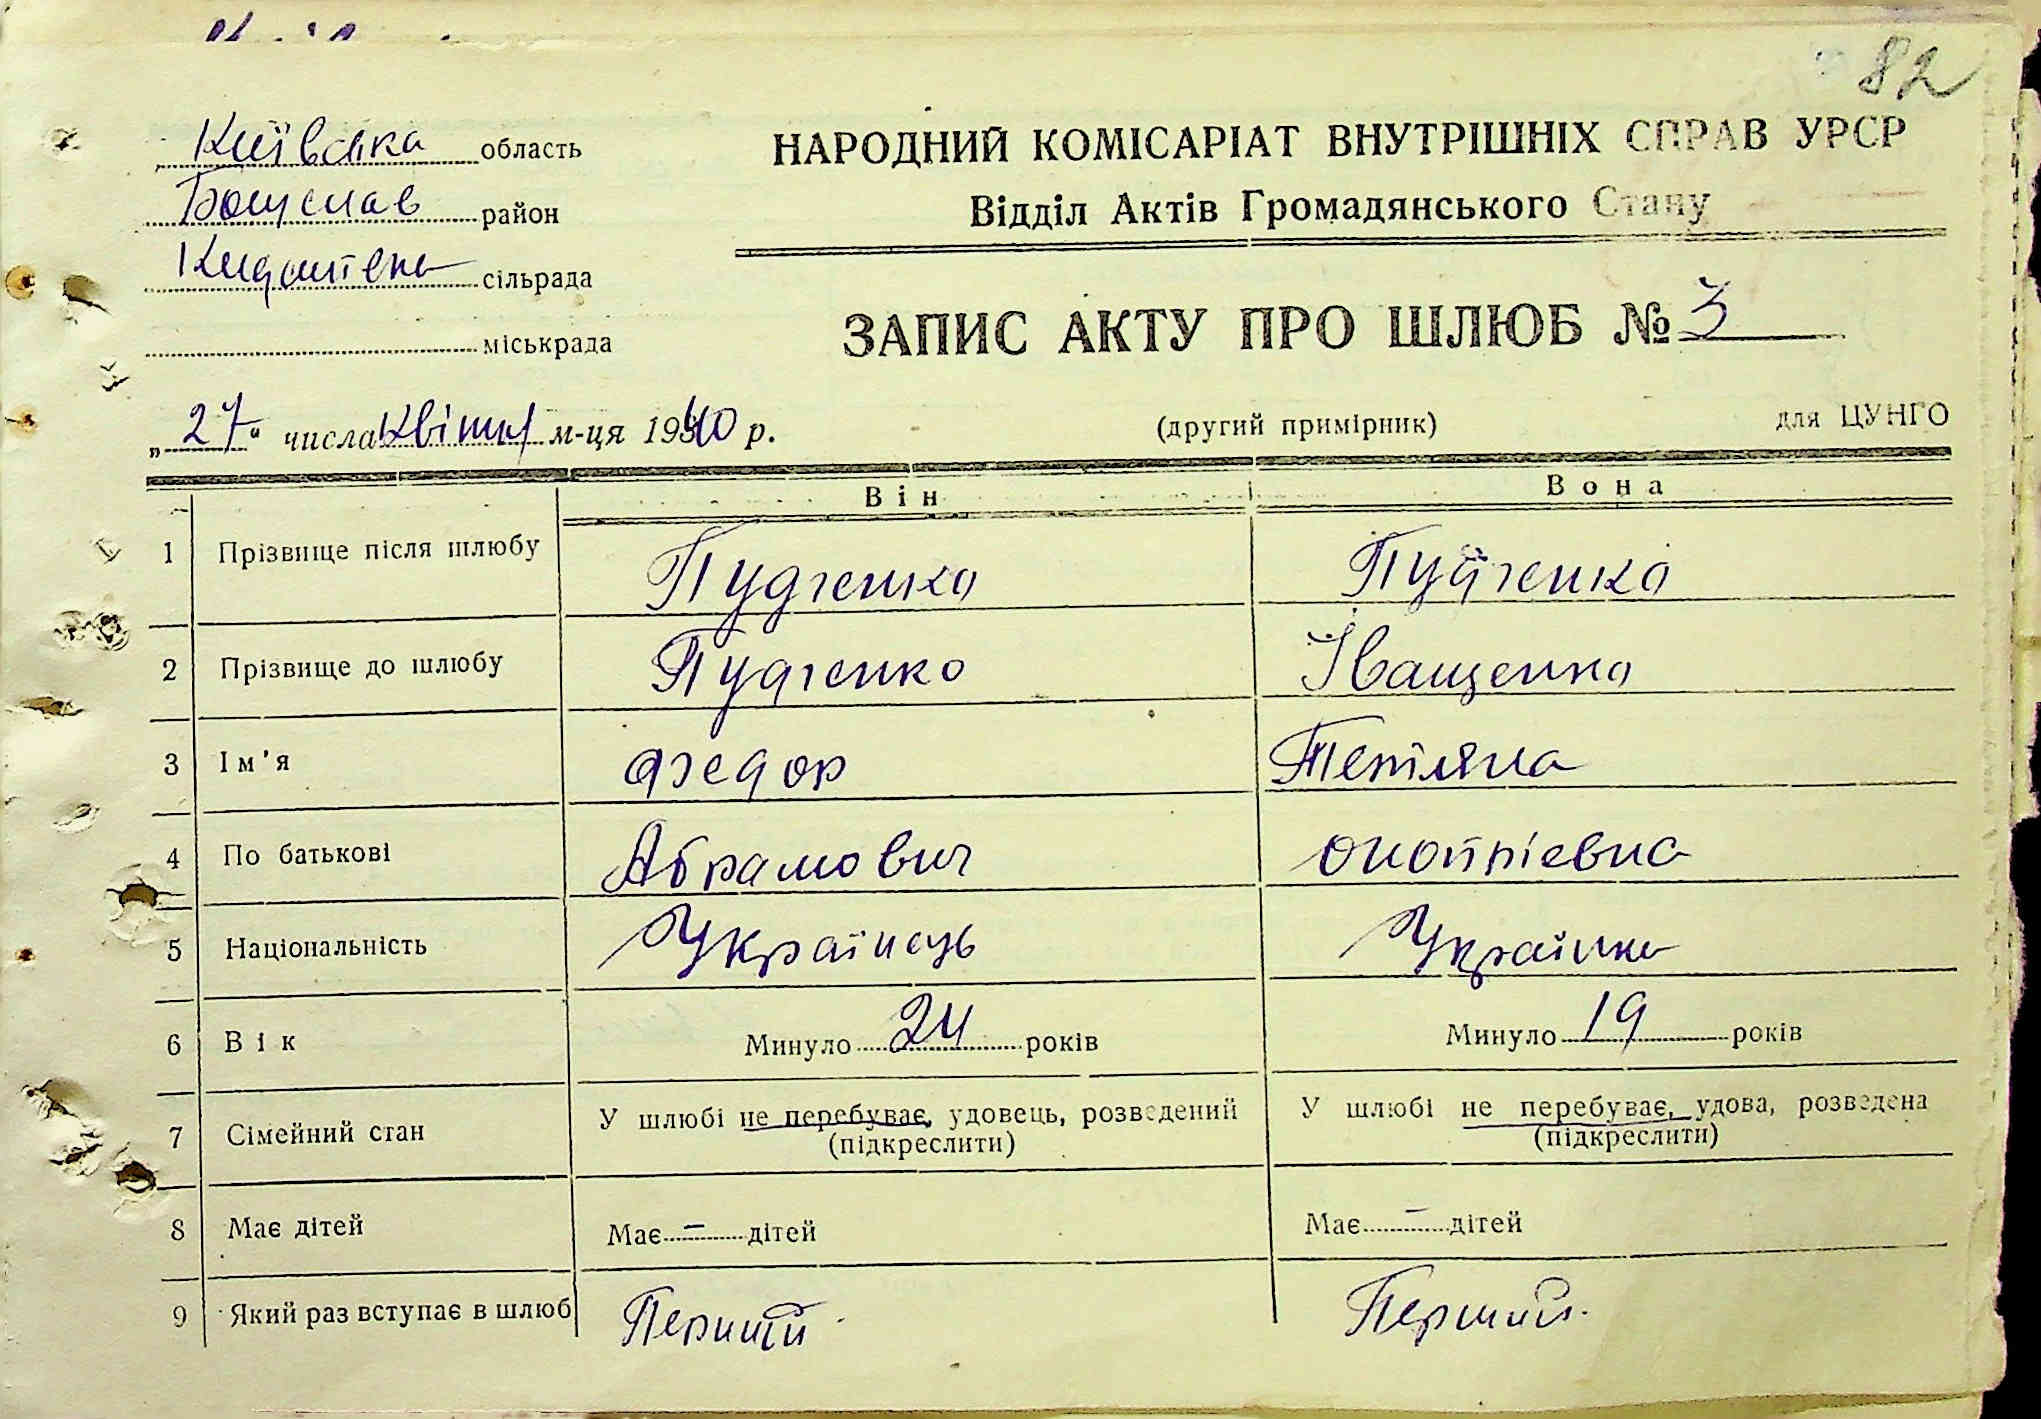 82
Київська область
Богуслав район
сільрада
міськрада
НАРОДНИЙ КОМІСАРІАТ ВНУТРІШНІХ СПРАВ УРСР
Відділ Актів Громадянського Стану
ЗАПИС АКТУ ПРО ШЛЮБ № 3
„27“ числа квітня м-ця 1940 р.
(другий примірник)
для ЦУНГО
Він Вона
1 Прізвище після шлюбу Пудченко Пудченко
2 Прізвище до шлюбу Пудченко Іващенко
3 Ім'я Федор Тетяна
4 По батькові Абрамович Оноприевна
5 Національність Українець Українка
6 Вік Минуло 24 років Минуло 19 років
7 Сімейний стан У шлюбі не перебуває, удовець, розведений У шлюбі не перебуває, удова, розведена
(підкреслити) (підкреслити)
8 Має дітей Має – дітей Має – дітей
9 Який раз вступає в шлюб Перший Перший.